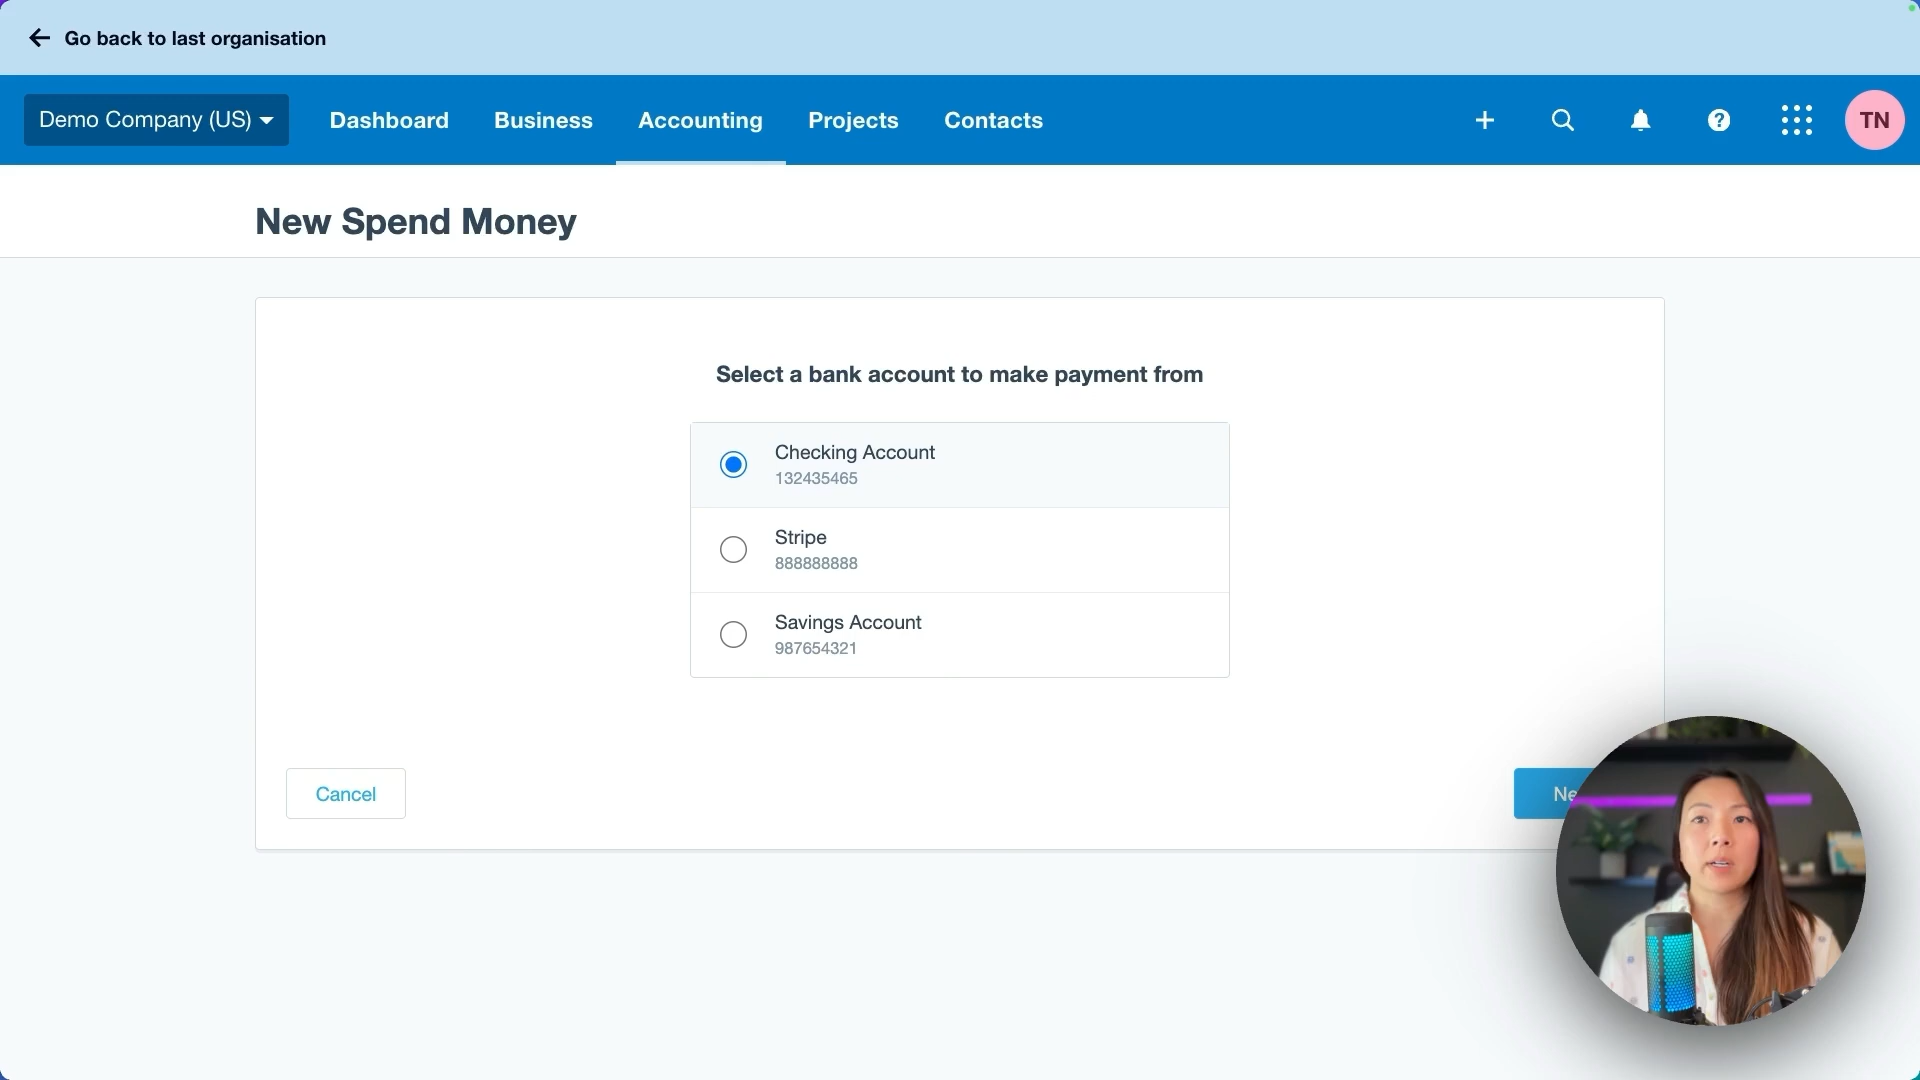 Go back to last organisation
Demo Company (US)
Dashboard
Business
Accounting
Projects
Contacts
TN
New Spend Money
Select a bank account to make payment from
Checking Account
132435465
Stripe
888888888
Savings Account
987654321
Cancel